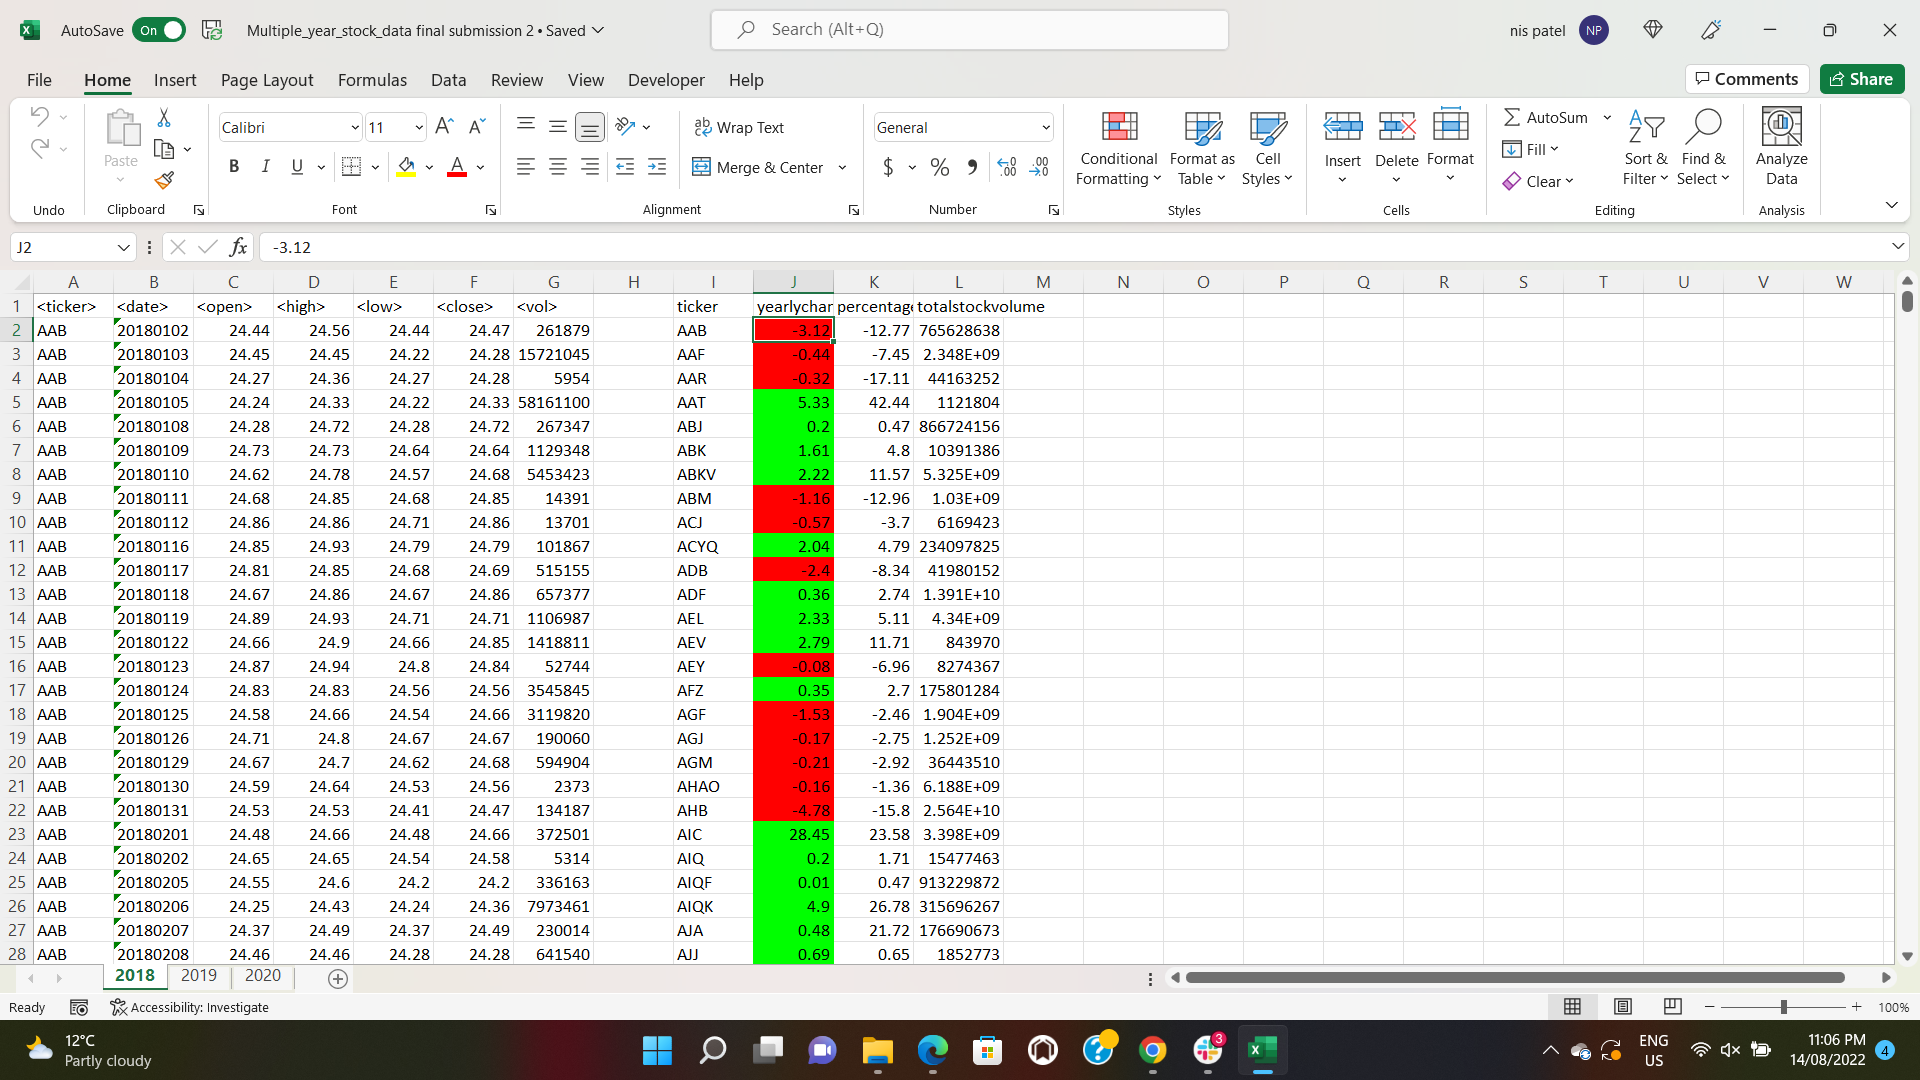 AutoSave On Multiple_year_stock_data final submission 2 • Saved Search (Alt+Q) nis patel NP
File Home Insert Page Layout Formulas Data Review View Developer Help Comments Share
Paste Calibri 11 Wrap Text General Conditional Formatting Format as Table Cell Styles Insert Delete Format AutoSum Sort & Filter Find & Select Analyze Data
B I U A Merge & Center $ % Fill
Clear
Undo Clipboard Font Alignment Number Styles Cells Editing Analysis
J2 fx -3.12
A B C D E F G H I J K L M N O P Q R S T U V W
1 <ticker> <date> <open> <high> <low> <close> <vol> ticker yearlychar percentage totalstockvolume
2 AAB 20180102 24.44 24.56 24.44 24.47 261879 AAB -3.12 -12.77 765628638
3 AAB 20180103 24.45 24.45 24.22 24.28 15721045 AAF -0.44 -7.45 2.348E+09
4 AAB 20180104 24.27 24.36 24.27 24.28 5954 AAR -0.32 -17.11 44163252
5 AAB 20180105 24.24 24.33 24.22 24.33 58161100 AAT 5.33 42.44 1121804
6 AAB 20180108 24.28 24.72 24.28 24.72 267347 ABJ 0.2 0.47 866724156
7 AAB 20180109 24.73 24.73 24.64 24.64 1129348 ABK 1.61 4.8 10391386
8 AAB 20180110 24.62 24.78 24.57 24.68 5453423 ABKV 2.22 11.57 5.325E+09
9 AAB 20180111 24.68 24.85 24.68 24.85 14391 ABM -1.16 -12.96 1.03E+09
10 AAB 20180112 24.86 24.86 24.71 24.86 13701 ACJ -0.57 -3.7 6169423
11 AAB 20180116 24.85 24.93 24.79 24.79 101867 ACYQ 2.04 4.79 234097825
12 AAB 20180117 24.81 24.85 24.68 24.69 515155 ADB -2.4 -8.34 41980152
13 AAB 20180118 24.67 24.86 24.67 24.86 657377 ADF 0.36 2.74 1.391E+10
14 AAB 20180119 24.89 24.93 24.71 24.71 1106987 AEL 2.33 5.11 4.34E+09
15 AAB 20180122 24.66 24.9 24.66 24.85 1418811 AEV 2.79 11.71 843970
16 AAB 20180123 24.87 24.94 24.8 24.84 52744 AEY -0.08 -6.96 8274367
17 AAB 20180124 24.83 24.83 24.56 24.56 3545845 AFZ 0.35 2.7 175801284
18 AAB 20180125 24.58 24.66 24.54 24.66 3119820 AGF -1.53 -2.46 1.904E+09
19 AAB 20180126 24.71 24.8 24.67 24.67 190060 AGJ -0.17 -2.75 1.252E+09
20 AAB 20180129 24.67 24.7 24.62 24.68 594904 AGM -0.21 -2.92 36443510
21 AAB 20180130 24.59 24.64 24.53 24.56 2373 AHAO -0.16 -1.36 6.188E+09
22 AAB 20180131 24.53 24.53 24.41 24.47 134187 AHB -4.78 -15.8 2.564E+10
23 AAB 20180201 24.48 24.66 24.48 24.66 372501 AIC 28.45 23.58 3.398E+09
24 AAB 20180202 24.65 24.65 24.54 24.58 5314 AIQ 0.2 1.71 15477463
25 AAB 20180205 24.55 24.6 24.2 24.2 336163 AIQF 0.01 0.47 913229872
26 AAB 20180206 24.25 24.43 24.24 24.36 7973461 AIQK 4.9 26.78 315696267
27 AAB 20180207 24.37 24.49 24.37 24.49 230014 AJA 0.48 21.72 176690673
28 AAB 20180208 24.46 24.46 24.28 24.28 641540 AJJ 0.69 0.65 1852773
2018 2019 2020
Ready Accessibility: Investigate 100%
12°C ENG 11:06 PM
Partly cloudy US 14/08/2022 4
3